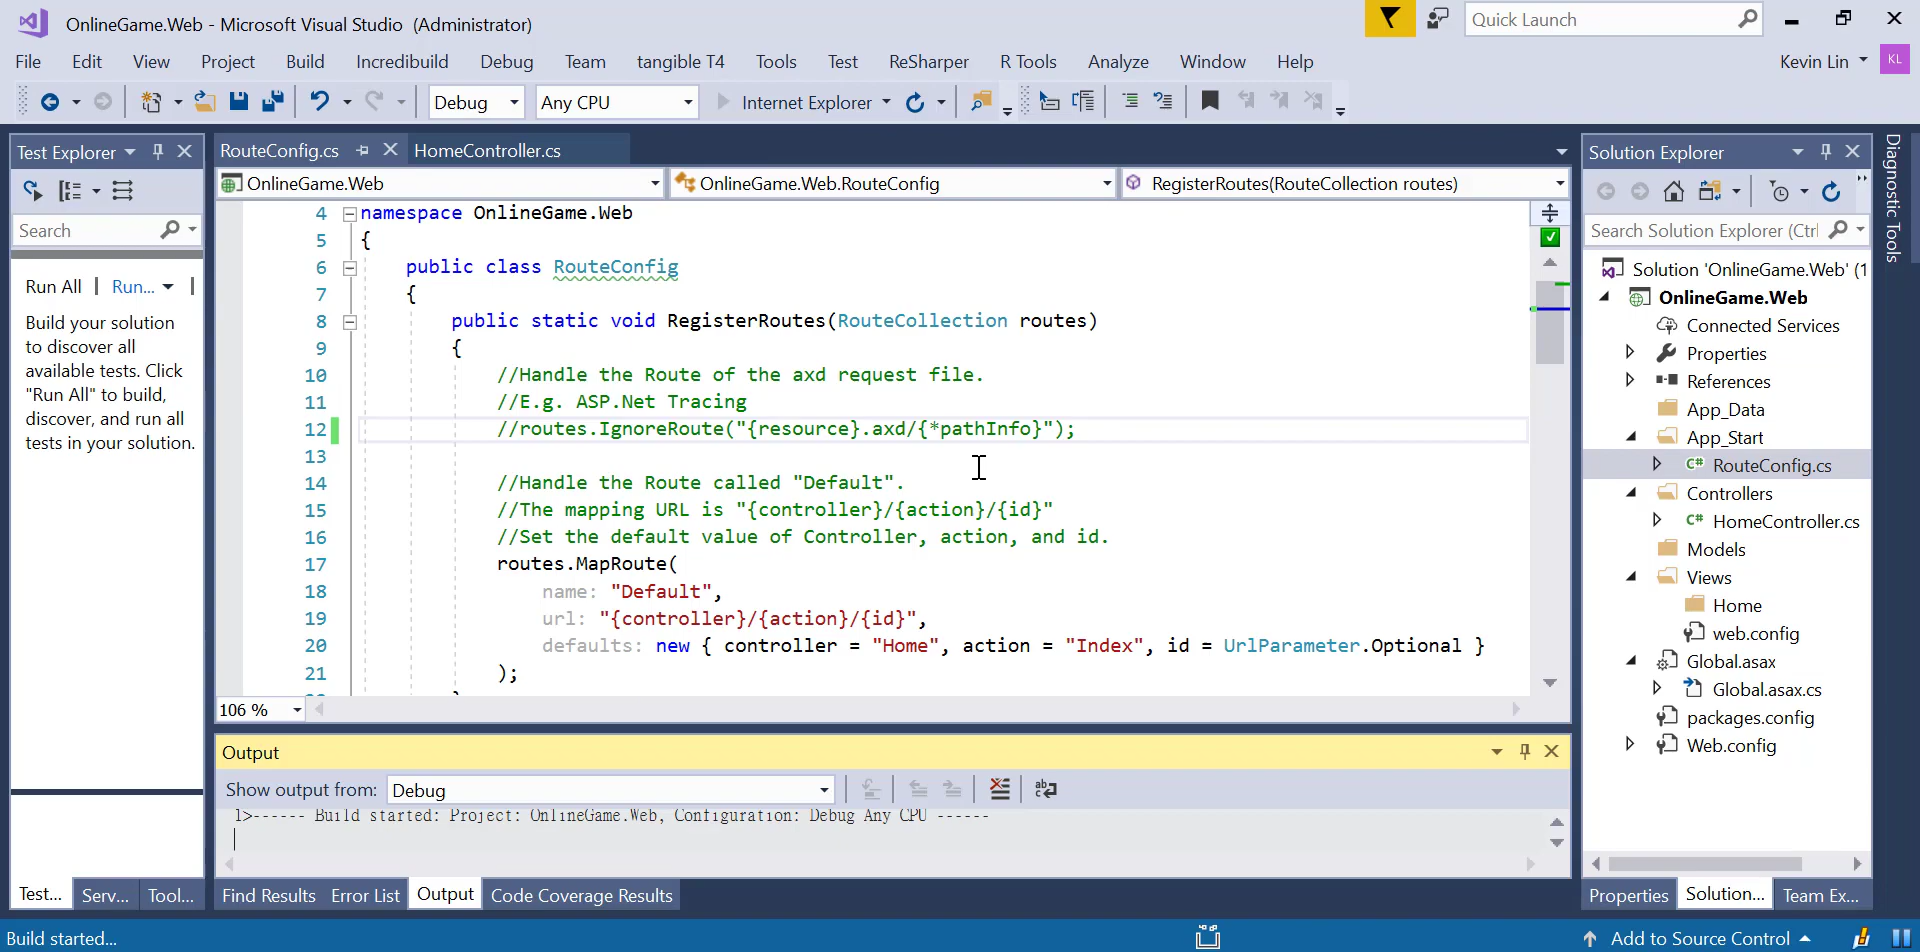 OnlineGame.Web - Microsoft Visual Studio  (Administrator)
Quick Launch
File Edit View Project Build Incredibuild Debug Team tangible T4 Tools Test ReSharper R Tools Analyze Window Help
Kevin Lin KL
Debug Any CPU Internet Explorer
Test Explorer
Search
Run All | Run... |
Build your solution
to discover all
available tests. Click
"Run All" to build,
discover, and run all
tests in your solution.
Test... Serv... Tool...
RouteConfig.cs HomeController.cs
OnlineGame.Web OnlineGame.Web.RouteConfig RegisterRoutes(RouteCollection routes)
4 namespace OnlineGame.Web
5 {
6 public class RouteConfig
7 {
8 public static void RegisterRoutes(RouteCollection routes)
9 {
10 //Handle the Route of the axd request file.
11 //E.g. ASP.Net Tracing
12 //routes.IgnoreRoute("{resource}.axd/{*pathInfo}");
13
14 //Handle the Route called "Default".
15 //The mapping URL is "{controller}/{action}/{id}"
16 //Set the default value of Controller, action, and id.
17 routes.MapRoute(
18 name: "Default",
19 url: "{controller}/{action}/{id}",
20 defaults: new { controller = "Home", action = "Index", id = UrlParameter.Optional }
21 );
106 %
Output
Show output from: Debug
1>------ Build started: Project: OnlineGame.Web, Configuration: Debug Any CPU ------
Find Results Error List Output Code Coverage Results
Solution Explorer
Search Solution Explorer (Ctrl
Solution 'OnlineGame.Web' (1
OnlineGame.Web
Connected Services
Properties
References
App_Data
App_Start
C# RouteConfig.cs
Controllers
C# HomeController.cs
Models
Views
Home
web.config
Global.asax
Global.asax.cs
packages.config
Web.config
Properties Solution... Team Ex...
Diagnostic Tools
Build started...
Add to Source Control